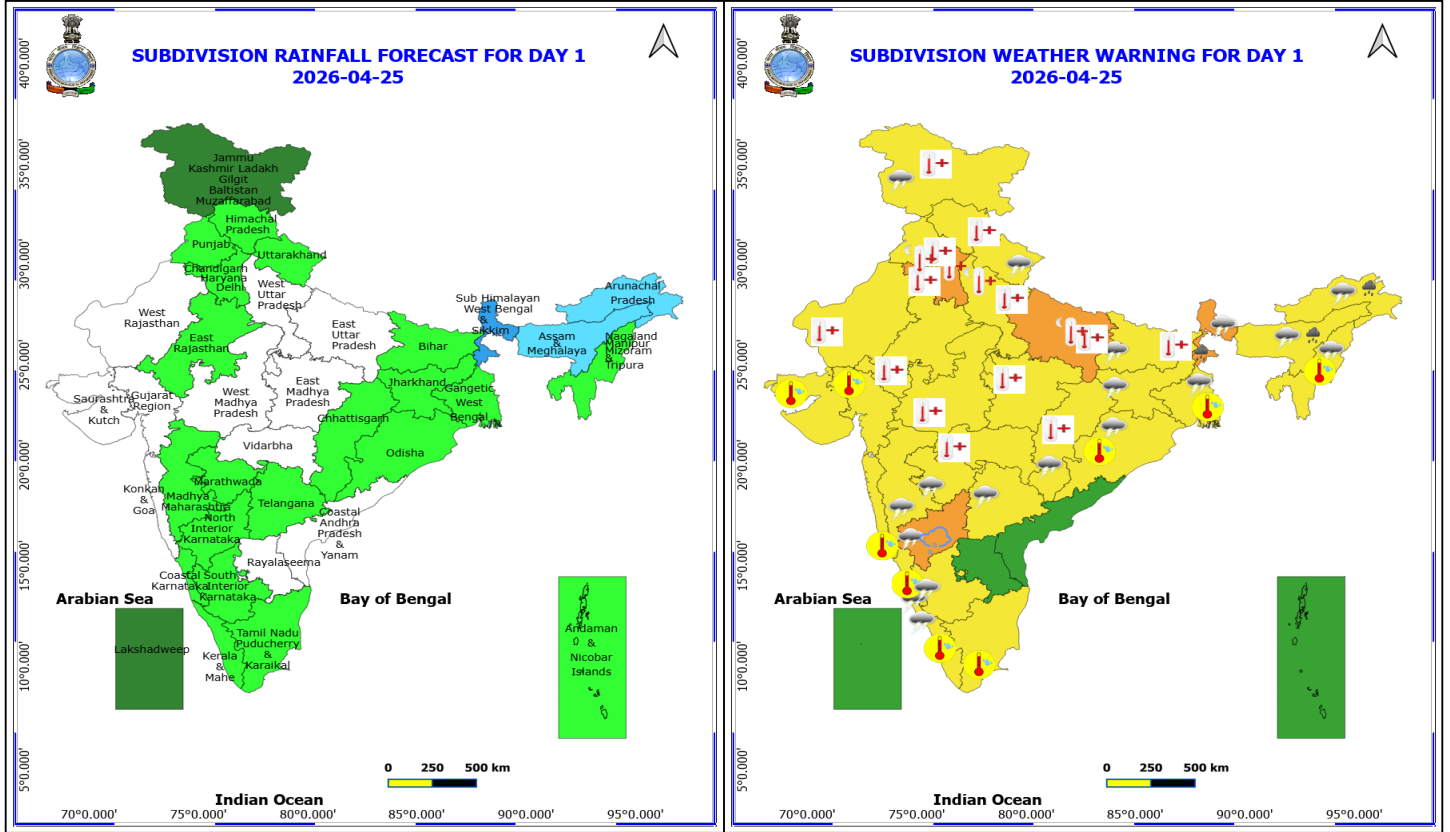 SUBDIVISION RAINFALL FORECAST FOR DAY 1
2026-04-25
40°0.000'
35°0.000'
30°0.000'
25°0.000'
20°0.000'
15°0.000'
10°0.000'
5°0.000'
Jammu
Kashmir Ladakh
Gilgit
Baltistan
Muzaffarabad
Himachal
Pradesh
Punjab
Uttarakhand
Chandigarh
Haryana
Delhi
West
Uttar
Pradesh
West
Rajasthan
East
Rajasthan
East
Uttar
Pradesh
Bihar
Sub Himalayan
West Bengal
&
Sikkim
Arunachal
Pradesh
Assam
&
Meghalaya
Nagaland
Manipur
Mizoram
&
Tripura
Jharkhand
Gangetic
West
Bengal
Saurashtra
&
Kutch
Gujarat
Region
West
Madhya
Pradesh
East
Madhya
Pradesh
Chhattisgarh
Vidarbha
Odisha
Konkan
&
Goa
Madhya
Maharashtra
Marathwada
Telangana
North
Interior
Karnataka
Coastal
Andhra
Pradesh
&
Yanam
Rayalaseema
Coastal
Karnataka
South
Interior
Karnataka
Arabian Sea
Bay of Bengal
Lakshadweep
Kerala
&
Mahe
Tamil Nadu
Puducherry
&
Karaikal
Andaman
&
Nicobar
Islands
0 250 500 km
Indian Ocean
70°0.000' 75°0.000' 80°0.000' 85°0.000' 90°0.000' 95°0.000'
SUBDIVISION WEATHER WARNING FOR DAY 1
2026-04-25
40°0.000'
35°0.000'
30°0.000'
25°0.000'
20°0.000'
15°0.000'
10°0.000'
5°0.000'
Arabian Sea
Bay of Bengal
0 250 500 km
Indian Ocean
70°0.000' 75°0.000' 80°0.000' 85°0.000' 90°0.000' 95°0.000'